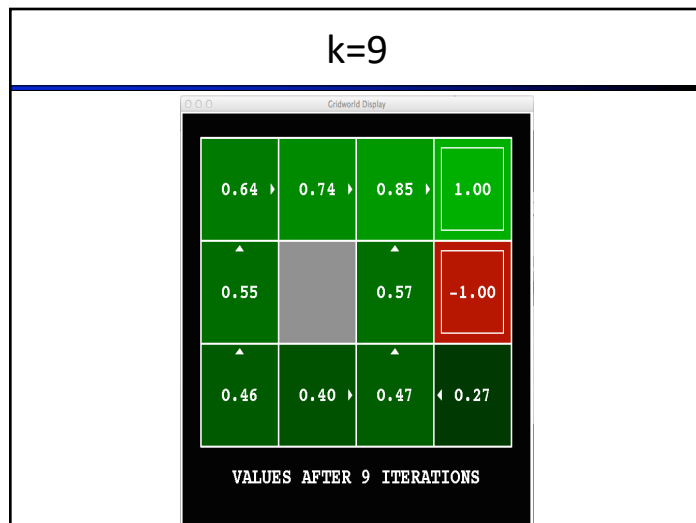 k=9
Gridworld Display
0.64 0.74 0.85 1.00
0.55 0.57 -1.00
0.46 0.40 0.47 0.27
VALUES AFTER 9 ITERATIONS